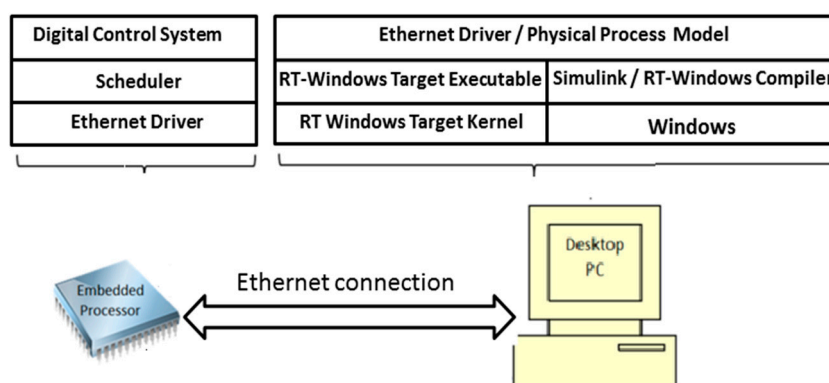 Digital Control System
Scheduler
Ethernet Driver
Ethernet Driver / Physical Process Model
RT-Windows Target Executable
Simulink / RT-Windows Compiler
RT Windows Target Kernel
Windows
Embedded
Processor
Ethernet connection
Desktop
PC